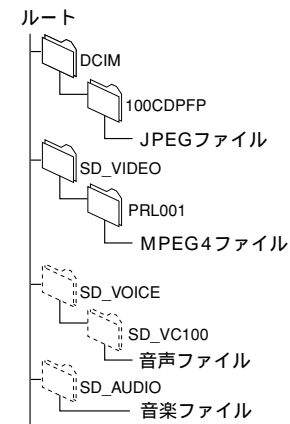 ルート
DCIM
100CDPFP
JPEGファイル
SD_VIDEO
PRL001
MPEG4ファイル
SD_VOICE
SD_VC100
音声ファイル
SD_AUDIO
音楽ファイル